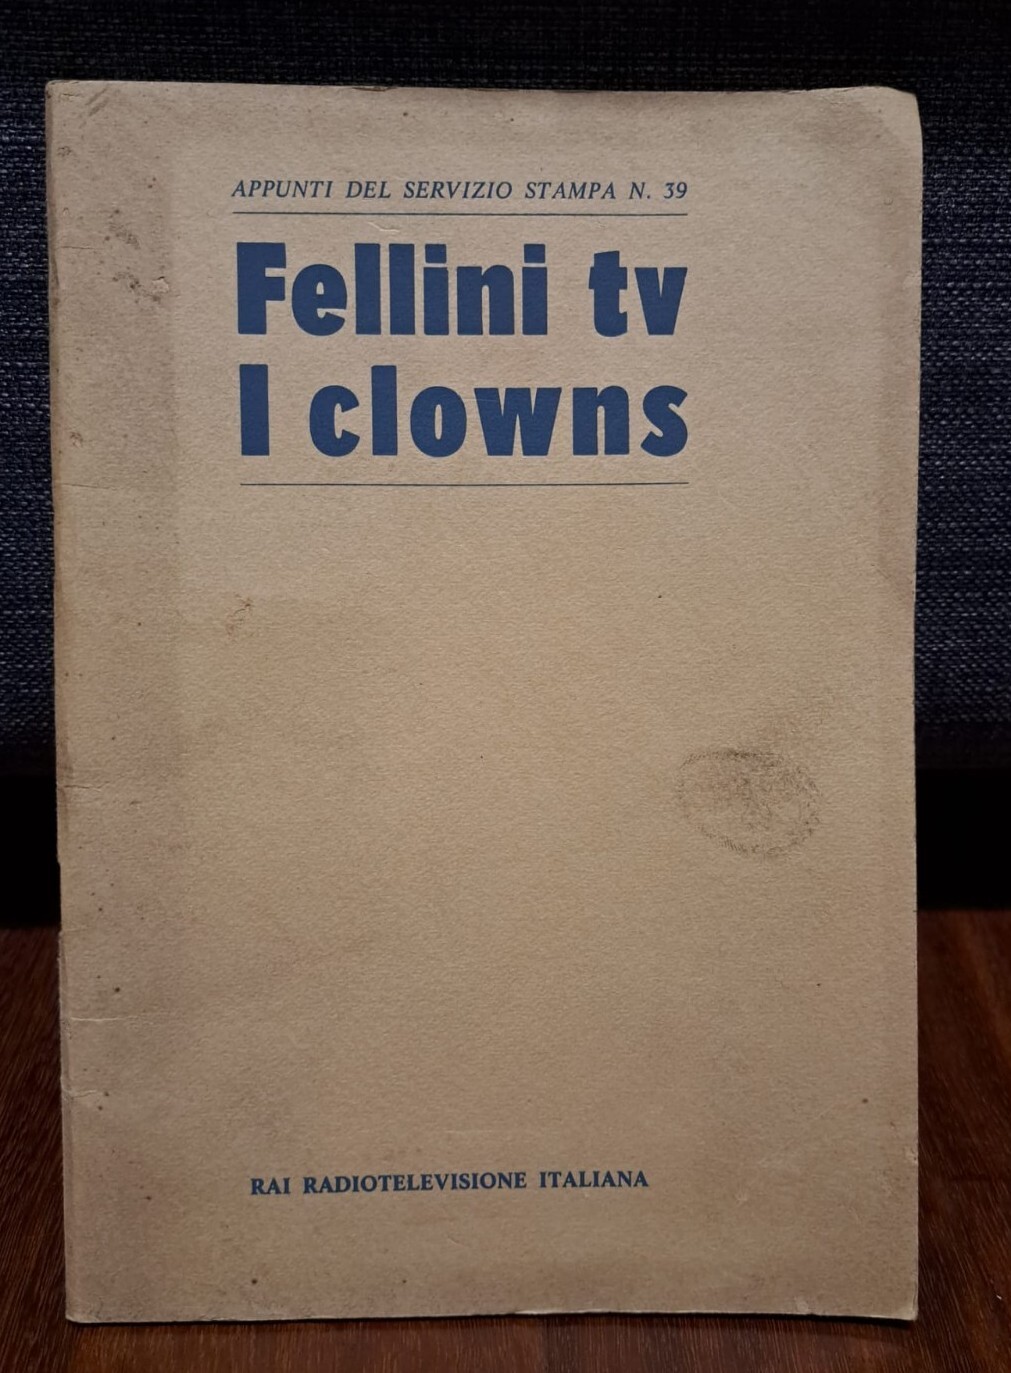 APPUNTI DEL SERVIZIO STAMPA N. 39
Fellini tv
I clowns
RAI RADIOTELEVISIONE ITALIANA